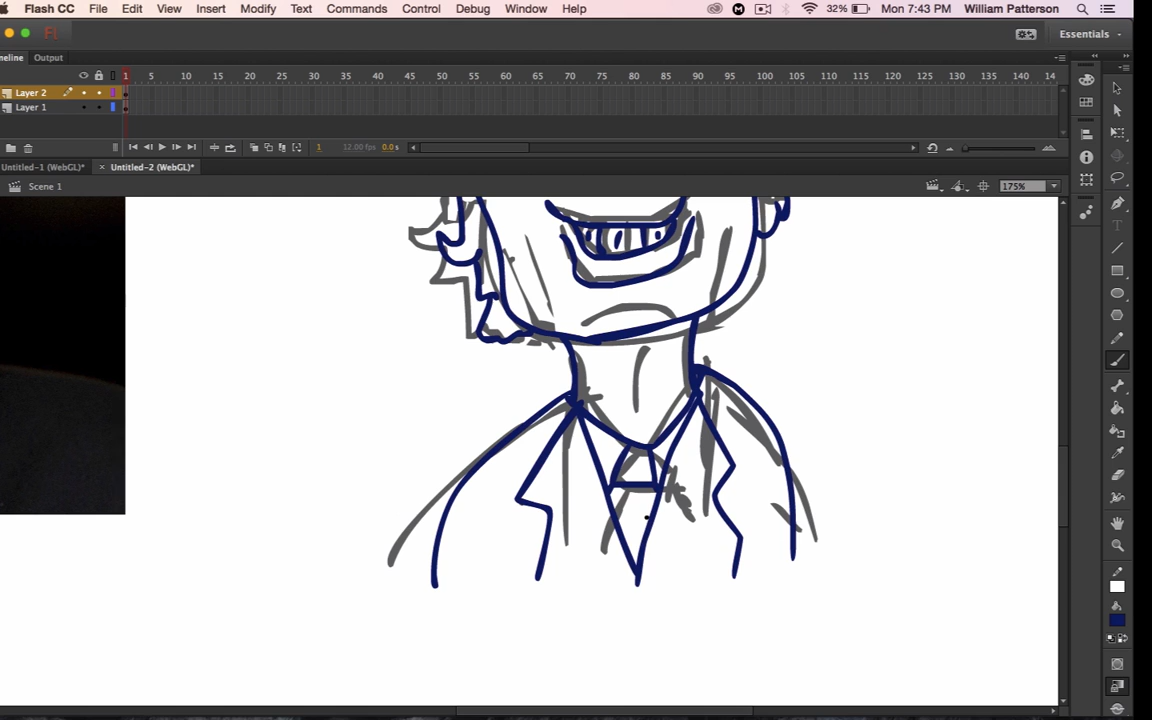 Flash CC File Edit View Insert Modify Text Commands Control Debug Window Help 32% Mon 7:43 PM William Patterson
Fl Essentials
meline Output
1 5 10 15 20 25 30 35 40 45 50 55 60 65 70 75 80 85 90 95 100 105 110 115 120 125 130 135 140 14
Layer 2
Layer 1
1 12.00 fps 0.0 s
Untitled-1 (WebGL)* × Untitled-2 (WebGL)*
Scene 1 175%